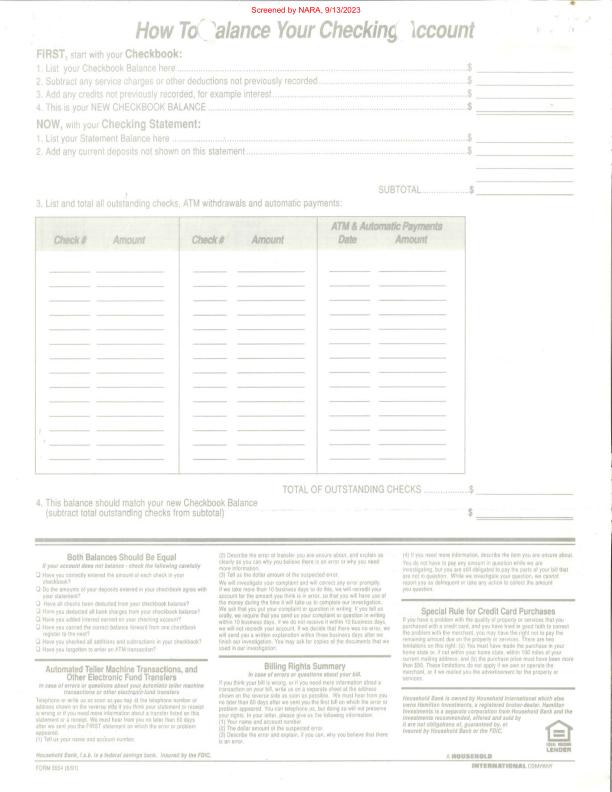 Screened by NARA, 9/13/2023
How To Balance Your Checking Account
FIRST, start with your Checkbook:
1. List your Checkbook Balance here $
2. Subtract any service charges or other deductions not previously recorded $
3. Add any credits not previously recorded, for example interest $
4. This is your NEW CHECKBOOK BALANCE $
NOW, with your Checking Statement:
1. List your Statement Balance here $
2. Add any current deposits not shown on this statement $
SUBTOTAL $
3. List and total all outstanding checks, ATM withdrawals and automatic payments:
ATM & Automatic Payments
Check # Amount Check # Amount Date Amount
TOTAL OF OUTSTANDING CHECKS $
4. This balance should match your new Checkbook Balance
(subtract total outstanding checks from subtotal) $
Both Balances Should Be Equal
If your account does not balance - check the following carefully
Have you correctly entered the amount of each check in your
checkbook?
Do the amounts of your deposits entered in your checkbook agree with
your statement?
Have all checks been deducted from your checkbook balance?
Have you deducted all bank charges from your checkbook balance?
Have you added interest earned on your checking account?
Have you carried the correct balance forward from one checkbook
register to the next?
Have you checked all additions and subtractions in your checkbook?
Have you forgotten to enter an ATM transaction?
Automated Teller Machine Transactions, and
Other Electronic Fund Transfers
In case of errors or questions about your automatic teller machine
transactions or other electronic fund transfers
Telephone or write us as soon as you can at the telephone number or
address shown on the reverse side if you think your statement or receipt
is wrong or if you need more information about a transfer listed on this
statement or a receipt. We must hear from you no later than 60 days
after we sent you the FIRST statement on which the error or problem
appeared.
(1) Tell us your name and account number.
(2) Describe the error or transfer you are unsure about, and explain as
clearly as you can why you believe there is an error or why you need
more information.
(3) Tell us the dollar amount of the suspected error.
We will investigate your complaint and will correct any error promptly.
If we take more than 10 business days to do this, we will recredit your
account for the amount you think is in error, so that you will have use of
the money during the time it will take us to complete our investigation.
We ask that you put your complaint or question in writing. If you tell us
orally, we require that you send us your complaint or question in writing
within 10 business days. If we do not receive it within 10 business days,
we will not recredit your account. If we decide that there was no error, we
will send you a written explanation within three business days after we
finish our investigation. You may ask for copies of the documents that we
used in our investigation.
Billing Rights Summary
In case of errors or questions about your bill.
If you think your bill is wrong, or if you need more information about a
transaction on your bill, write us on a separate sheet at the address
shown on the reverse side as soon as possible. We must hear from you
no later than 60 days after we sent you the first bill on which the error or
problem appeared. You can telephone us, but doing so will not preserve
your rights. In your letter, please give us the following information:
(1) Your name and account number.
(2) The dollar amount of the suspected error.
(3) Describe the error and explain, if you can, why you believe that there
is an error.
(4) If you need more information, describe the item you are unsure about.
You do not have to pay any amount in question while we are
investigating, but you are still obligated to pay the parts of your bill that
are not in question. While we investigate your question, we cannot
report you as delinquent or take any action to collect the amount
you question.
Special Rule for Credit Card Purchases
If you have a problem with the quality of property or services that you
purchased with a credit card, and you have tried in good faith to correct
the problem with the merchant, you may have the right not to pay the
remaining amount due on the property or services. There are two
limitations on this right: (a) You must have made the purchase in your
home state or, if not within your home state, within 100 miles of your
current mailing address; and (b) the purchase price must have been more
than $50. These limitations do not apply if we own or operate the
merchant, or if we mailed you the advertisement for the property or
services.
Household Bank is owned by Household International which also
owns Hamilton Investments, a registered broker-dealer. Hamilton
Investments is a separate corporation from Household Bank and the
investments recommended, offered and sold by
it are not obligations of, guaranteed by, or
insured by Household Bank or the FDIC.
EQUAL HOUSING
LENDER
Household Bank, f.s.b. is a federal savings bank. Insured by the FDIC.
A HOUSEHOLD
INTERNATIONAL COMPANY